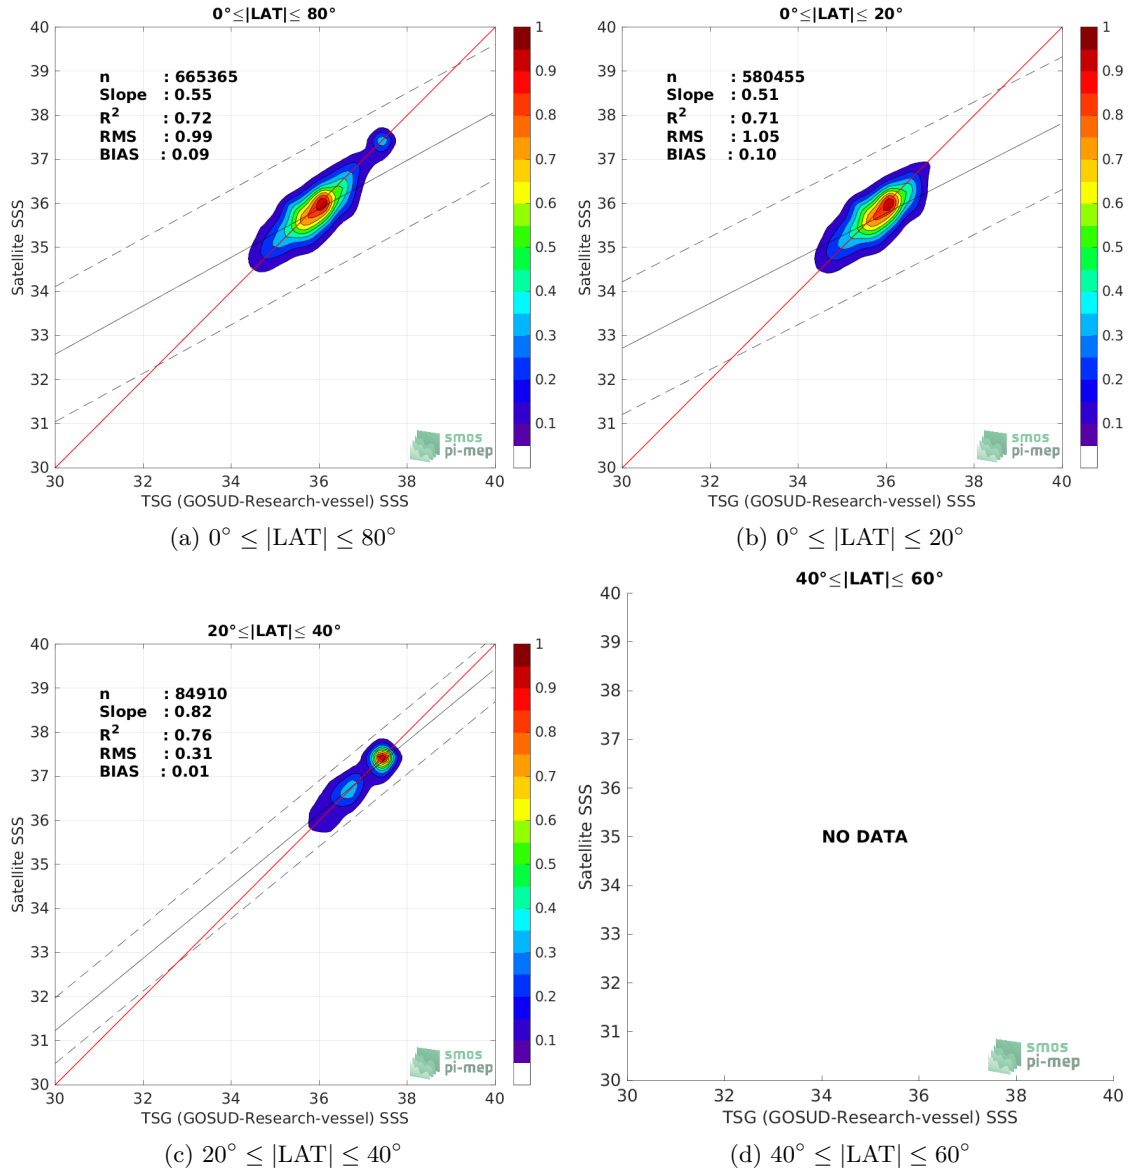 0°≤|LAT|≤ 80°
40
39
38
37
36
35
34
33
32
31
30
30 32 34 36 38 40
Satellite SSS
TSG (GOSUD-Research-vessel) SSS
n : 665365
Slope : 0.55
R² : 0.72
RMS : 0.99
BIAS : 0.09
smos
pi-mep
1
0.9
0.8
0.7
0.6
0.5
0.4
0.3
0.2
0.1
(a) 0° ≤ |LAT| ≤ 80°
0°≤|LAT|≤ 20°
40
39
38
37
36
35
34
33
32
31
30
30 32 34 36 38 40
Satellite SSS
TSG (GOSUD-Research-vessel) SSS
n : 580455
Slope : 0.51
R² : 0.71
RMS : 1.05
BIAS : 0.10
smos
pi-mep
1
0.9
0.8
0.7
0.6
0.5
0.4
0.3
0.2
0.1
(b) 0° ≤ |LAT| ≤ 20°
20°≤|LAT|≤ 40°
40
39
38
37
36
35
34
33
32
31
30
30 32 34 36 38 40
Satellite SSS
TSG (GOSUD-Research-vessel) SSS
n : 84910
Slope : 0.82
R² : 0.76
RMS : 0.31
BIAS : 0.01
smos
pi-mep
1
0.9
0.8
0.7
0.6
0.5
0.4
0.3
0.2
0.1
(c) 20° ≤ |LAT| ≤ 40°
40°≤|LAT|≤ 60°
40
39
38
37
36
35
34
33
32
31
30
30 32 34 36 38 40
Satellite SSS
TSG (GOSUD-Research-vessel) SSS
NO DATA
smos
pi-mep
(d) 40° ≤ |LAT| ≤ 60°